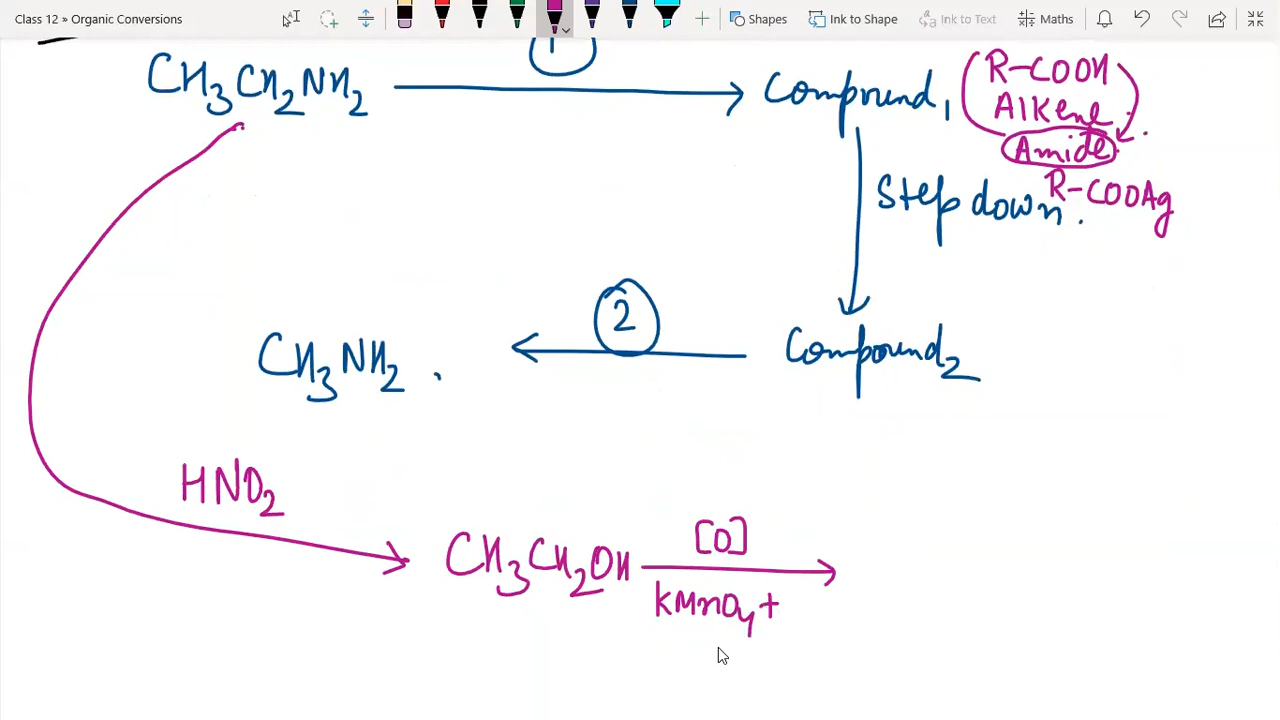 Class 12 » Organic Conversions
Shapes
Ink to Shape
Ink to Text
Maths
1
CH3CH2NH2
Compound1
R-COOH
Alkene
Amide
R-COOAg
Step down.
2
CH3NH2.
Compound2
HNO2
CH3CH2OH
[O]
KMnO4+